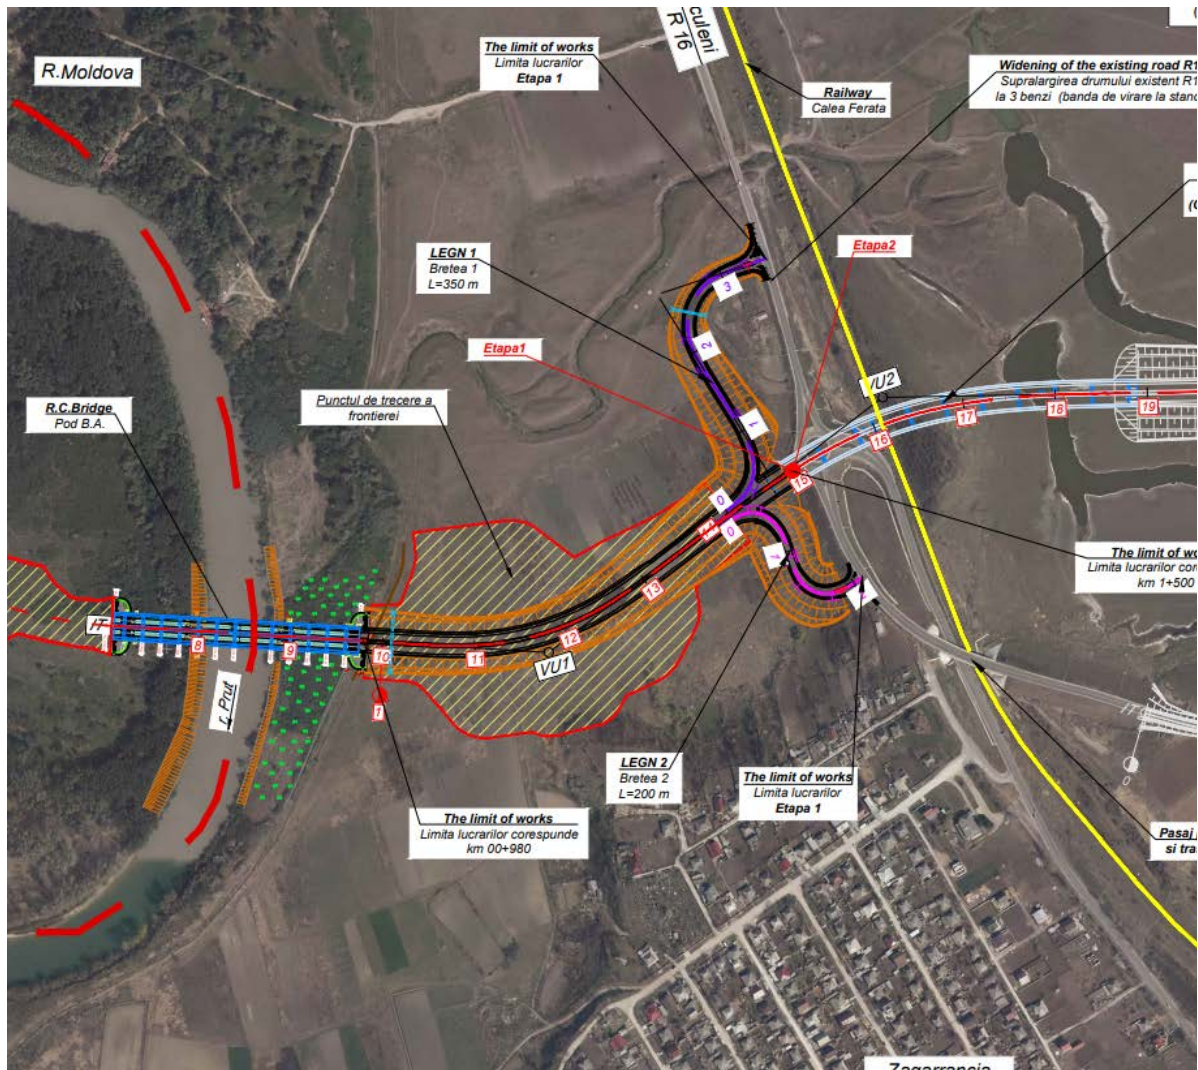 culeni
R 16
The limit of works
Limita lucrarilor
Etapa 1
R.Moldova
Widening of the existing road R1
Supralargirea drumului existent R1
la 3 benzi (banda de virare la stanc
Railway
Calea Ferata
LEGN 1
Bretea 1
L=350 m
Etapa2
3
2
Etapa1
VU2
Punctul de trecere a
frontierei
R.C.Bridge
Pod B.A.
1
16
17
18
19
15
0
0
1
13
12
11
10
9
8
VU1
1
r. Prut
The limit of wo
Limita lucrarilor cor
km 1+500
LEGN 2
Bretea 2
L=200 m
The limit of works
Limita lucrarilor
Etapa 1
The limit of works
Limita lucrarilor corespunde
km 00+980
Pasaj
si tra
0